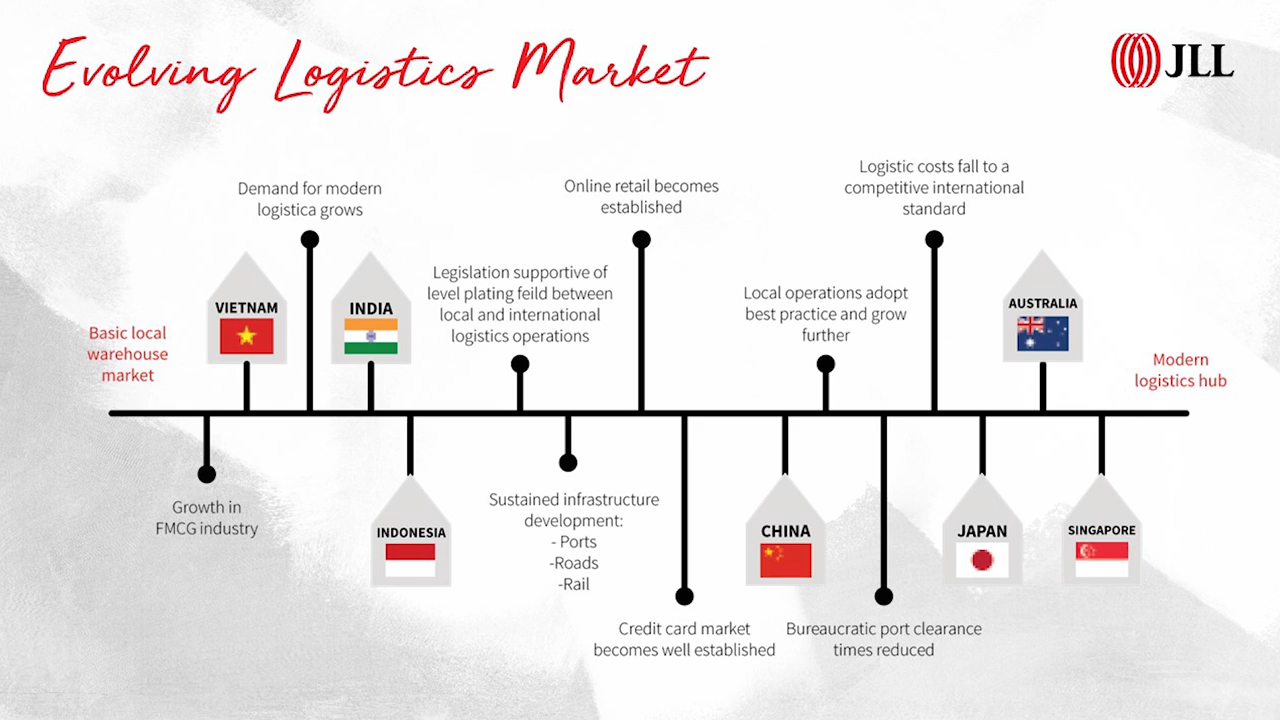 Evolving Logistics Market
JLL
Logistic costs fall to a
competitive international
standard
Demand for modern
logistica grows
Online retail becomes
established
Legislation supportive of
level plating feild between
local and international
logistics operations
Local operations adopt
best practice and grow
further
VIETNAM
INDIA
AUSTRALIA
Basic local
warehouse
market
Modern
logistics hub
Growth in
FMCG industry
INDONESIA
Sustained infrastructure
development:
- Ports
-Roads
-Rail
CHINA
JAPAN
SINGAPORE
Credit card market
becomes well established
Bureaucratic port clearance
times reduced